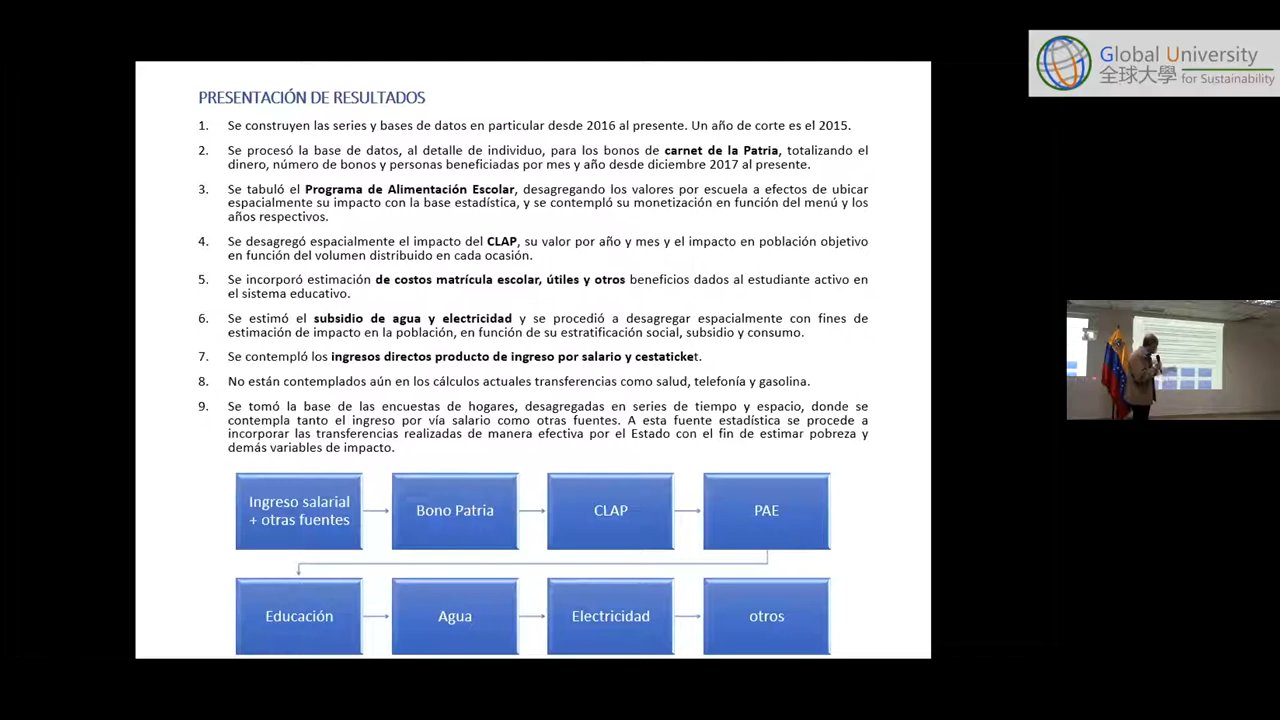 PRESENTACIÓN DE RESULTADOS
1. Se construyen las series y bases de datos en particular desde 2016 al presente. Un año de corte es el 2015.
2. Se procesó la base de datos, al detalle de individuo, para los bonos de carnet de la Patria, totalizando el
dinero, número de bonos y personas beneficiadas por mes y año desde diciembre 2017 al presente.
3. Se tabuló el Programa de Alimentación Escolar, desagregando los valores por escuela a efectos de ubicar
espacialmente su impacto con la base estadística, y se contempló su monetización en función del menú y los
años respectivos.
4. Se desagregó espacialmente el impacto del CLAP, su valor por año y mes y el impacto en población objetivo
en función del volumen distribuido en cada ocasión.
5. Se incorporó estimación de costos matrícula escolar, útiles y otros beneficios dados al estudiante activo en
el sistema educativo.
6. Se estimó el subsidio de agua y electricidad y se procedió a desagregar espacialmente con fines de
estimación de impacto en la población, en función de su estratificación social, subsidio y consumo.
7. Se contempló los ingresos directos producto de ingreso por salario y cestaticket.
8. No están contemplados aún en los cálculos actuales transferencias como salud, telefonía y gasolina.
9. Se tomó la base de las encuestas de hogares, desagregadas en series de tiempo y espacio, donde se
contempla tanto el ingreso por vía salario como otras fuentes. A esta fuente estadística se procede a
incorporar las transferencias realizadas de manera efectiva por el Estado con el fin de estimar pobreza y
demás variables de impacto.
Ingreso salarial
+ otras fuentes
Bono Patria
CLAP
PAE
Educación
Agua
Electricidad
otros
Global University
全球大學 for Sustainability